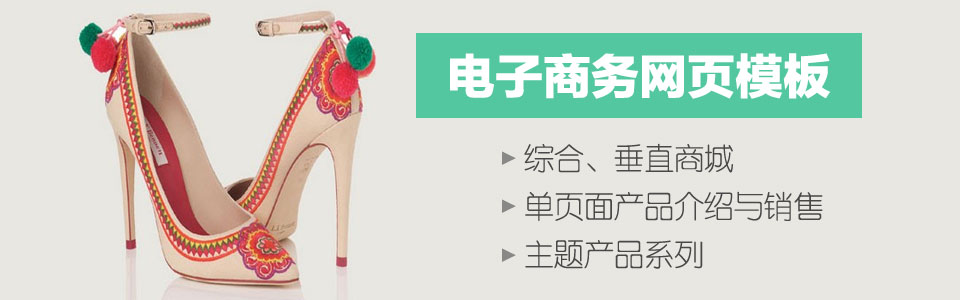 电子商务网页模板
综合、垂直商城
单页面产品介绍与销售
主题产品系列